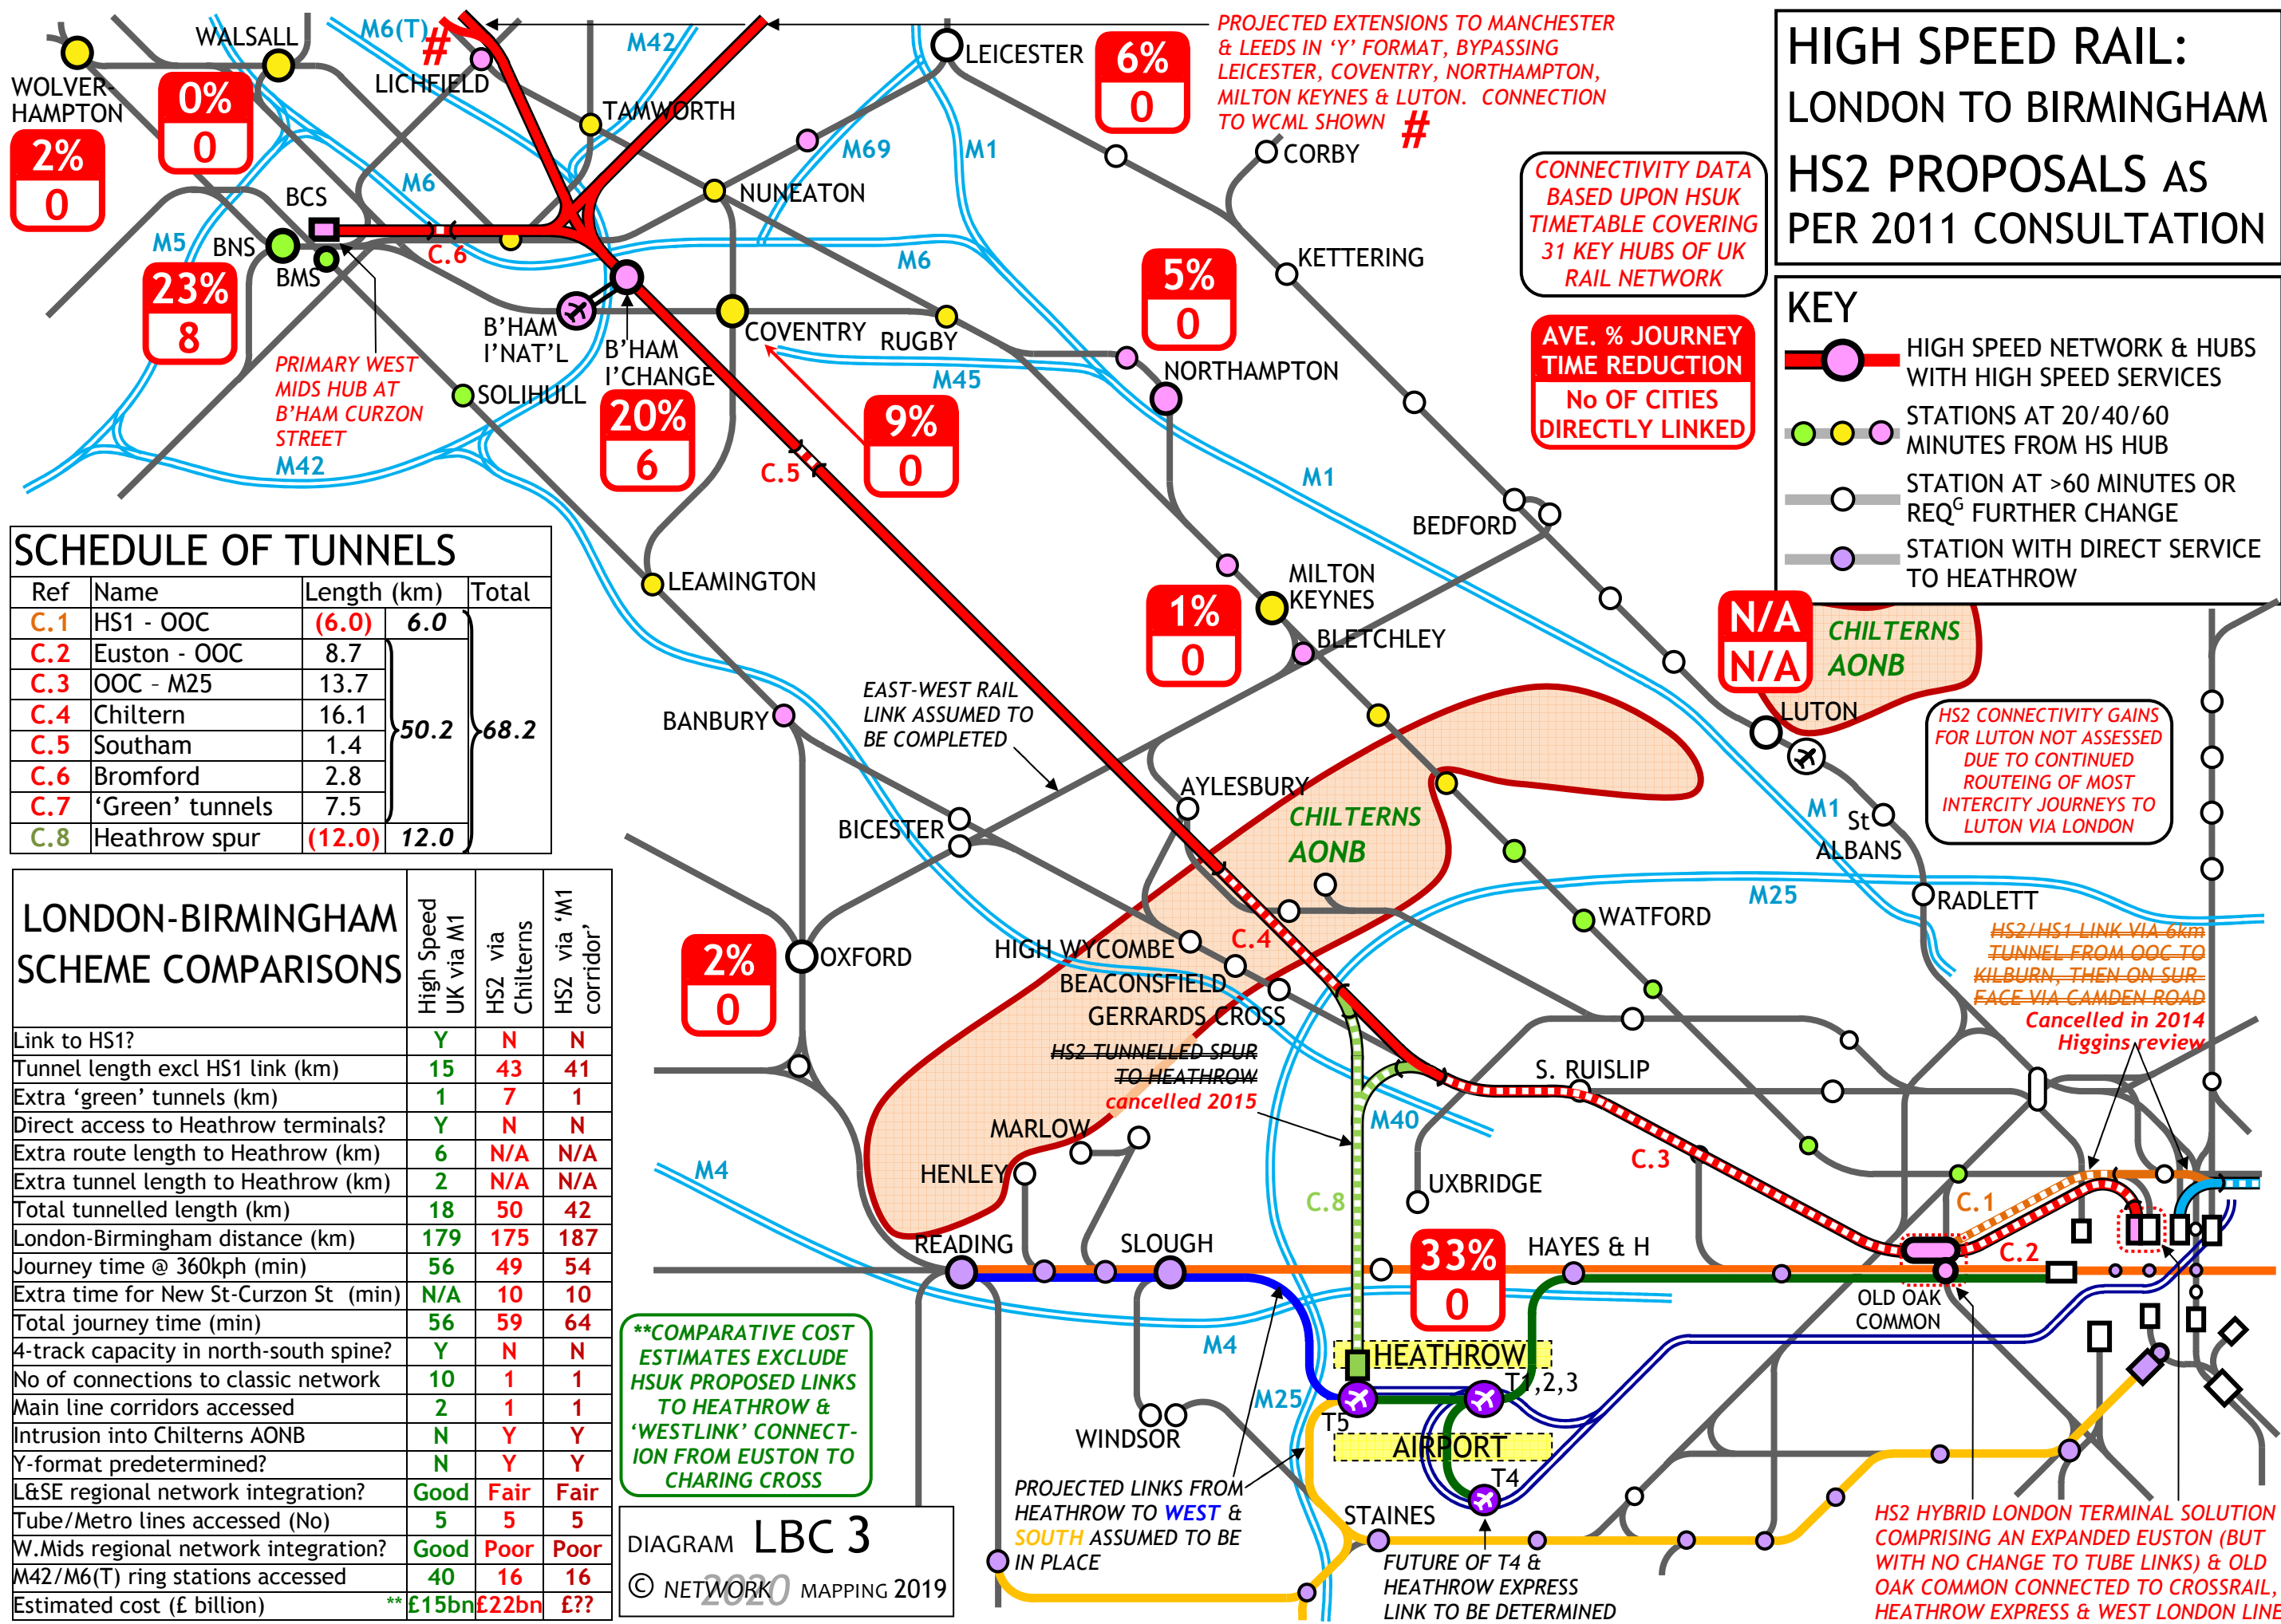 HIGH SPEED RAIL:
LONDON TO BIRMINGHAM
HS2 PROPOSALS AS
PER 2011 CONSULTATION
KEY
HIGH SPEED NETWORK & HUBS
WITH HIGH SPEED SERVICES
STATIONS AT 20/40/60
MINUTES FROM HS HUB
STATION AT >60 MINUTES OR
REQG FURTHER CHANGE
STATION WITH DIRECT SERVICE
TO HEATHROW
PROJECTED EXTENSIONS TO MANCHESTER
& LEEDS IN ‘Y’ FORMAT, BYPASSING
LEICESTER, COVENTRY, NORTHAMPTON,
MILTON KEYNES & LUTON. CONNECTION
TO WCML SHOWN #
CONNECTIVITY DATA
BASED UPON HSUK
TIMETABLE COVERING
31 KEY HUBS OF UK
RAIL NETWORK
AVE. % JOURNEY
TIME REDUCTION
No OF CITIES
DIRECTLY LINKED
WOLVER-
HAMPTON
2%
0
WALSALL
0%
0
M6(T)
#
LICHFIELD
M42
TAMWORTH
LEICESTER
6%
0
M69
M1
CORBY
M6
NUNEATON
BCS
BNS
BMS
M5
C.6
23%
8
M6
KETTERING
5%
0
B'HAM
I'NAT'L
B'HAM
I'CHANGE
20%
6
COVENTRY
9%
0
RUGBY
M45
NORTHAMPTON
PRIMARY WEST
MIDS HUB AT
B'HAM CURZON
STREET
SOLIHULL
M42
C.5
M1
BEDFORD
LEAMINGTON
MILTON
KEYNES
1%
0
BLETCHLEY
N/A
N/A
CHILTERNS
AONB
LUTON
HS2 CONNECTIVITY GAINS
FOR LUTON NOT ASSESSED
DUE TO CONTINUED
ROUTEING OF MOST
INTERCITY JOURNEYS TO
LUTON VIA LONDON
EAST-WEST RAIL
LINK ASSUMED TO
BE COMPLETED
BANBURY
AYLESBURY
BICESTER
CHILTERNS
AONB
M1
St
ALBANS
M25
RADLETT
WATFORD
OXFORD
2%
0
HIGH WYCOMBE
C.4
BEACONSFIELD
GERRARDS CROSS
HS2/HS1 LINK VIA 6km
TUNNEL FROM OOC TO
KILBURN, THEN ON SUR-
FACE VIA CAMDEN ROAD
Cancelled in 2014
Higgins review
HS2 TUNNELLED SPUR
TO HEATHROW
cancelled 2015
S. RUISLIP
M40
MARLOW
HENLEY
M4
C.8
UXBRIDGE
C.3
C.1
C.2
READING
SLOUGH
33%
0
HAYES & H
OLD OAK
COMMON
M4
HEATHROW
T1,2,3
T5
M25
AIRPORT
T4
WINDSOR
STAINES
PROJECTED LINKS FROM
HEATHROW TO WEST &
SOUTH ASSUMED TO BE
IN PLACE
FUTURE OF T4 &
HEATHROW EXPRESS
LINK TO BE DETERMINED
HS2 HYBRID LONDON TERMINAL SOLUTION
COMPRISING AN EXPANDED EUSTON (BUT
WITH NO CHANGE TO TUBE LINKS) & OLD
OAK COMMON CONNECTED TO CROSSRAIL,
HEATHROW EXPRESS & WEST LONDON LINE
SCHEDULE OF TUNNELS
Ref Name Length (km) Total
C.1 HS1 - OOC (6.0) 6.0
C.2 Euston - OOC 8.7
C.3 OOC – M25 13.7
C.4 Chiltern 16.1 50.2 68.2
C.5 Southam 1.4
C.6 Bromford 2.8
C.7 ‘Green’ tunnels 7.5
C.8 Heathrow spur (12.0) 12.0
LONDON-BIRMINGHAM
SCHEME COMPARISONS
High Speed
UK via M1
HS2 via
Chilterns
HS2 via ‘M1
corridor’
Link to HS1? Y N N
Tunnel length excl HS1 link (km) 15 43 41
Extra ‘green’ tunnels (km) 1 7 1
Direct access to Heathrow terminals? Y N N
Extra route length to Heathrow (km) 6 N/A N/A
Extra tunnel length to Heathrow (km) 2 N/A N/A
Total tunnelled length (km) 18 50 42
London-Birmingham distance (km) 179 175 187
Journey time @ 360kph (min) 56 49 54
Extra time for New St-Curzon St (min) N/A 10 10
Total journey time (min) 56 59 64
4-track capacity in north-south spine? Y N N
No of connections to classic network 10 1 1
Main line corridors accessed 2 1 1
Intrusion into Chilterns AONB N Y Y
Y-format predetermined? N Y Y
L&SE regional network integration? Good Fair Fair
Tube/Metro lines accessed (No) 5 5 5
W.Mids regional network integration? Good Poor Poor
M42/M6(T) ring stations accessed 40 16 16
Estimated cost (£ billion) **£15bn £22bn £??
**COMPARATIVE COST
ESTIMATES EXCLUDE
HSUK PROPOSED LINKS
TO HEATHROW &
‘WESTLINK’ CONNECT-
ION FROM EUSTON TO
CHARING CROSS
DIAGRAM LBC 3
© NETWORK 2020 MAPPING 2019